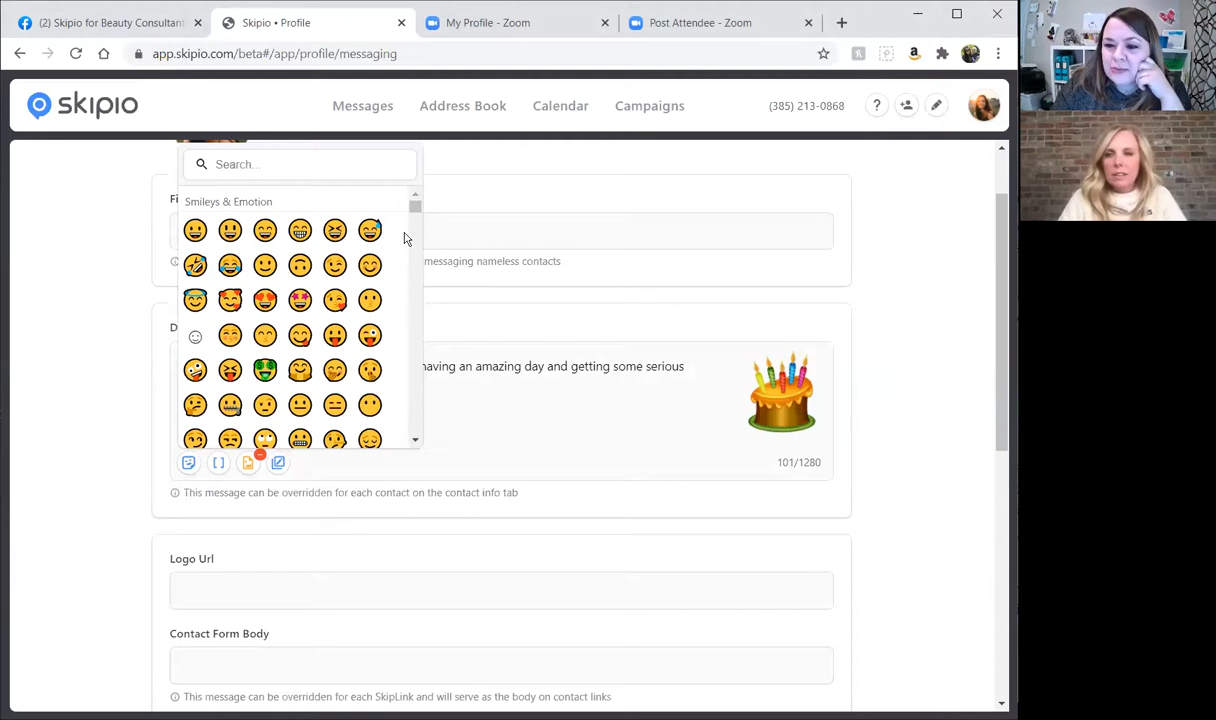 (2) Skipio for Beauty Consultan
Skipio • Profile
My Profile - Zoom
Post Attendee - Zoom
app.skipio.com/beta#/app/profile/messaging
skipio
Messages
Address Book
Calendar
Campaigns
(385) 213-0868
Search...
Smileys & Emotion
Fi
messaging nameless contacts
D
having an amazing day and getting some serious
101/1280
This message can be overridden for each contact on the contact info tab
Logo Url
Contact Form Body
This message can be overridden for each SkipLink and will serve as the body on contact links